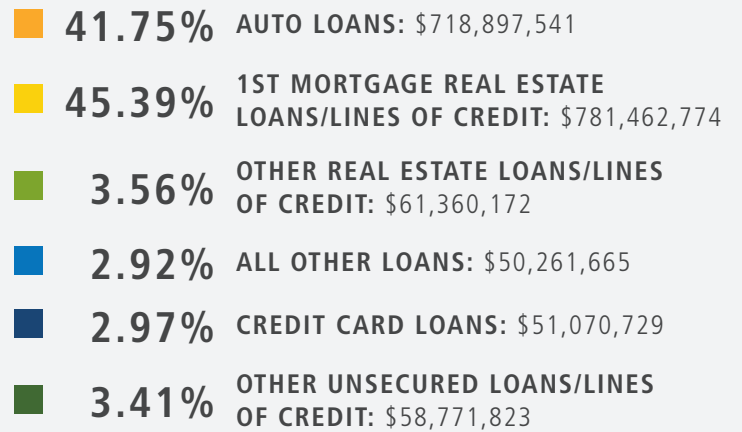 41.75% AUTO LOANS: $718,897,541
45.39% 1ST MORTGAGE REAL ESTATE
LOANS/LINES OF CREDIT: $781,462,774
3.56% OTHER REAL ESTATE LOANS/LINES
OF CREDIT: $61,360,172
2.92% ALL OTHER LOANS: $50,261,665
2.97% CREDIT CARD LOANS: $51,070,729
3.41% OTHER UNSECURED LOANS/LINES
OF CREDIT: $58,771,823